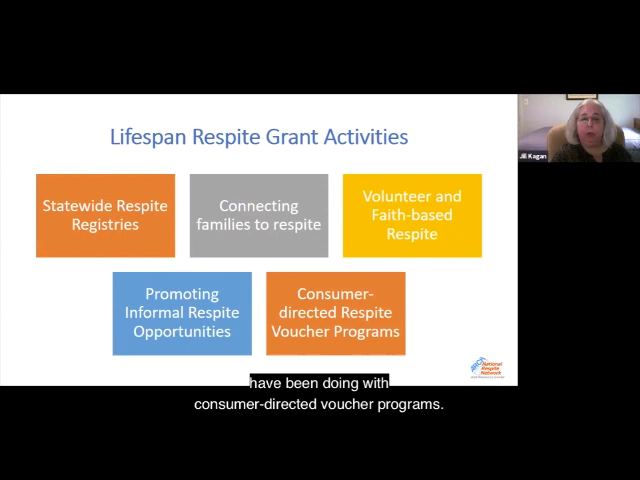 Lifespan Respite Grant Activities
Jill Kagan
Statewide Respite
Registries
Connecting
families to respite
Volunteer and
Faith-based
Respite
Promoting
Informal Respite
Opportunities
Consumer-
directed Respite
Voucher Programs
ARCH
National
Respite
Network
have been doing with
consumer-directed voucher programs.